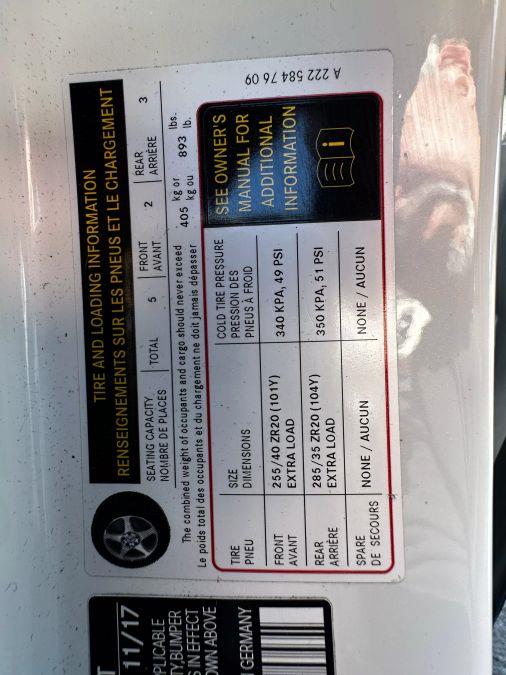 TIRE AND LOADING INFORMATION
RENSEIGNEMENTS SUR LES PNEUS ET LE CHARGEMENT
SEATING CAPACITY
NOMBRE DE PLACES
TOTAL 5
FRONT
AVANT
2
REAR
ARRIÈRE
3
The combined weight of occupants and cargo should never exceed
Le poids total des occupants et du chargement ne doit jamais dépasser
405
kg or
kg ou
893
lbs.
lb.
TIRE
PNEU
SIZE
DIMENSIONS
COLD TIRE PRESSURE
PRESSION DES
PNEUS À FROID
FRONT
AVANT
255/40 ZR20 (101Y)
EXTRA LOAD
340 KPA, 49 PSI
REAR
ARRIÈRE
285/35 ZR20 (104Y)
EXTRA LOAD
350 KPA, 51 PSI
SPARE
DE SECOURS
NONE / AUCUN
NONE / AUCUN
SEE OWNER'S
MANUAL FOR
ADDITIONAL
INFORMATION
i
A 222 584 76 09
11/17
BUMPER
IN EFFECT
ABOVE
GERMANY